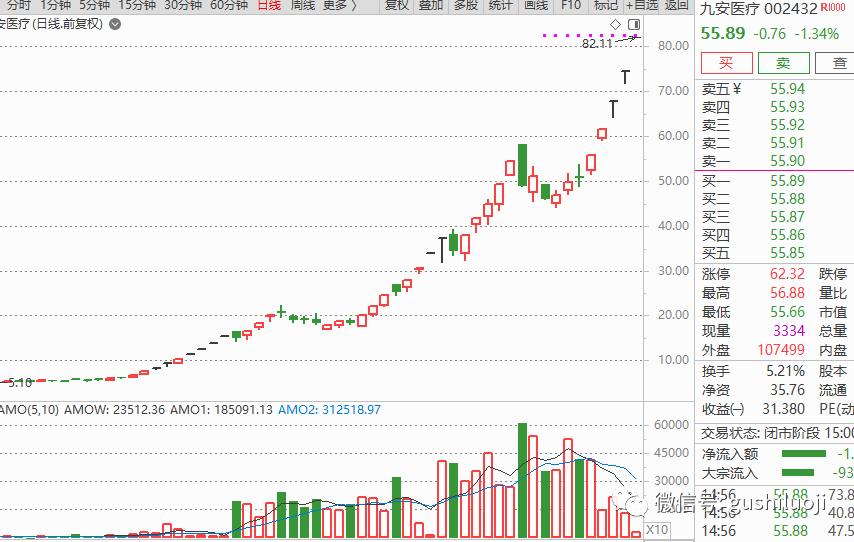 分时 1分钟 5分钟 15分钟 30分钟 60分钟 日线 周线 更多 〉 复权 叠加 多股 统计 画线 F10 标记 +自选 返回
安医疗(日线.前复权)
82.11
80.00
70.00
60.00
50.00
40.00
30.00
20.00
10.00
5.10
AMO(5,10) AMOW: 23512.36 AMO1: 185091.13 AMO2: 312518.97
60000
45000
30000
X10
九安医疗 002432 R1000
55.89 -0.76 -1.34%
买 卖 查
卖五¥ 55.94
卖四 55.93
卖三 55.92
卖二 55.91
卖一 55.90
买一 55.89
买二 55.88
买三 55.87
买四 55.86
买五 55.85
涨停 62.32 跌停
最高 56.88 量比
最低 55.66 市值
现量 3334 总量
外盘 107499 内盘
换手 5.21% 股本
净资 35.76 流通
收益㈠ 31.380 PE(动
交易状态: 闭市阶段 15:00
净流入额 -1.
大宗流入 -93
14:56 55.88 73.8
14:56 55.88 40.8
14:56 55.88 47.5
微信号: gushiluoji